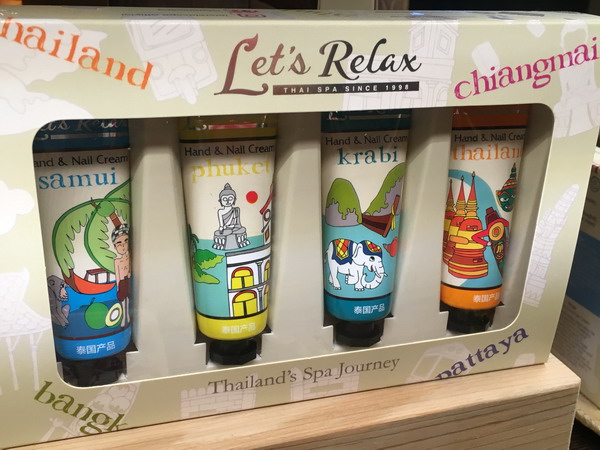 hailand
Let's Relax
THAI SPA SINCE 1998
chiangmai
Let's Relax
Hand & Nail Cream
samui
泰国产品
Hand & Nail Cream
phuket
泰国产品
Hand & Nail Cream
krabi
泰国产品
Hand & Nail Cream
thailan
泰国产品
Thailand's Spa Journey
bangk
pattaya